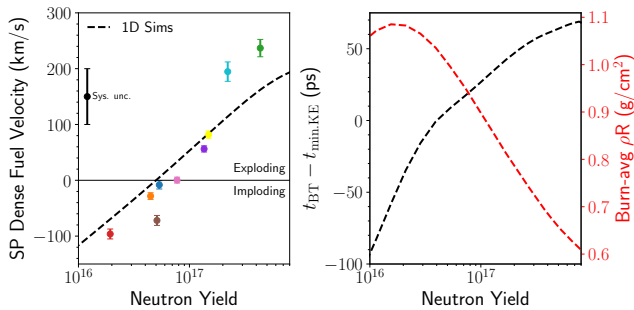 SP Dense Fuel Velocity (km/s)
300
200
100
0
−100
1D Sims
Sys. unc.
Exploding
Imploding
10^16
10^17
Neutron Yield
t_BT − t_min.KE (ps)
50
0
−50
−100
10^16
10^17
Neutron Yield
1.1
1.0
0.9
0.8
0.7
0.6
Burn-avg ρR (g/cm^2)